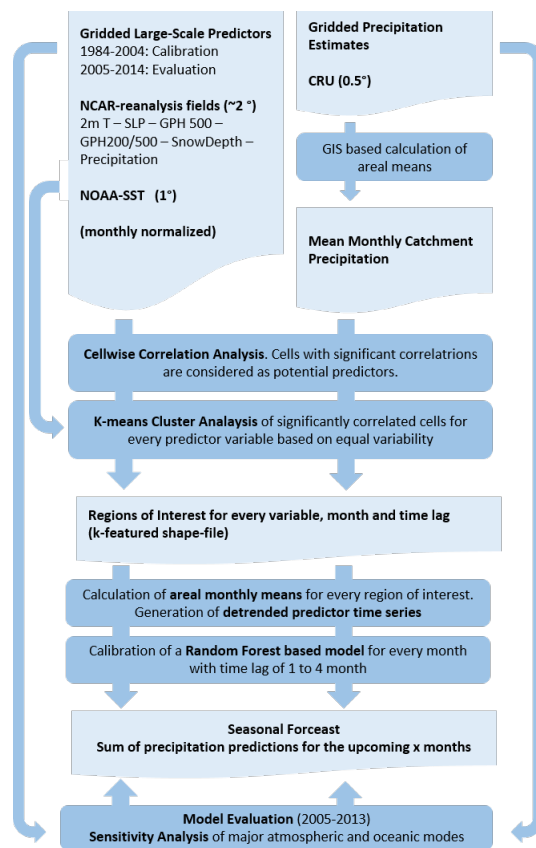 Gridded Large-Scale Predictors
1984-2004: Calibration
2005-2014: Evaluation
NCAR-reanalysis fields (~2 °)
2m T – SLP – GPH 500 –
GPH200/500 – SnowDepth –
Precipitation
NOAA-SST (1°)
(monthly normalized)
Gridded Precipitation
Estimates
CRU (0.5°)
GIS based calculation of
areal means
Mean Monthly Catchment
Precipitation
Cellwise Correlation Analysis. Cells with significant correlatrions
are considered as potential predictors.
K-means Cluster Analaysis of significantly correlated cells for
every predictor variable based on equal variability
Regions of Interest for every variable, month and time lag
(k-featured shape-file)
Calculation of areal monthly means for every region of interest.
Generation of detrended predictor time series
Calibration of a Random Forest based model for every month
with time lag of 1 to 4 month
Seasonal Forceast
Sum of precipitation predictions for the upcoming x months
Model Evaluation (2005-2013)
Sensitivity Analysis of major atmospheric and oceanic modes